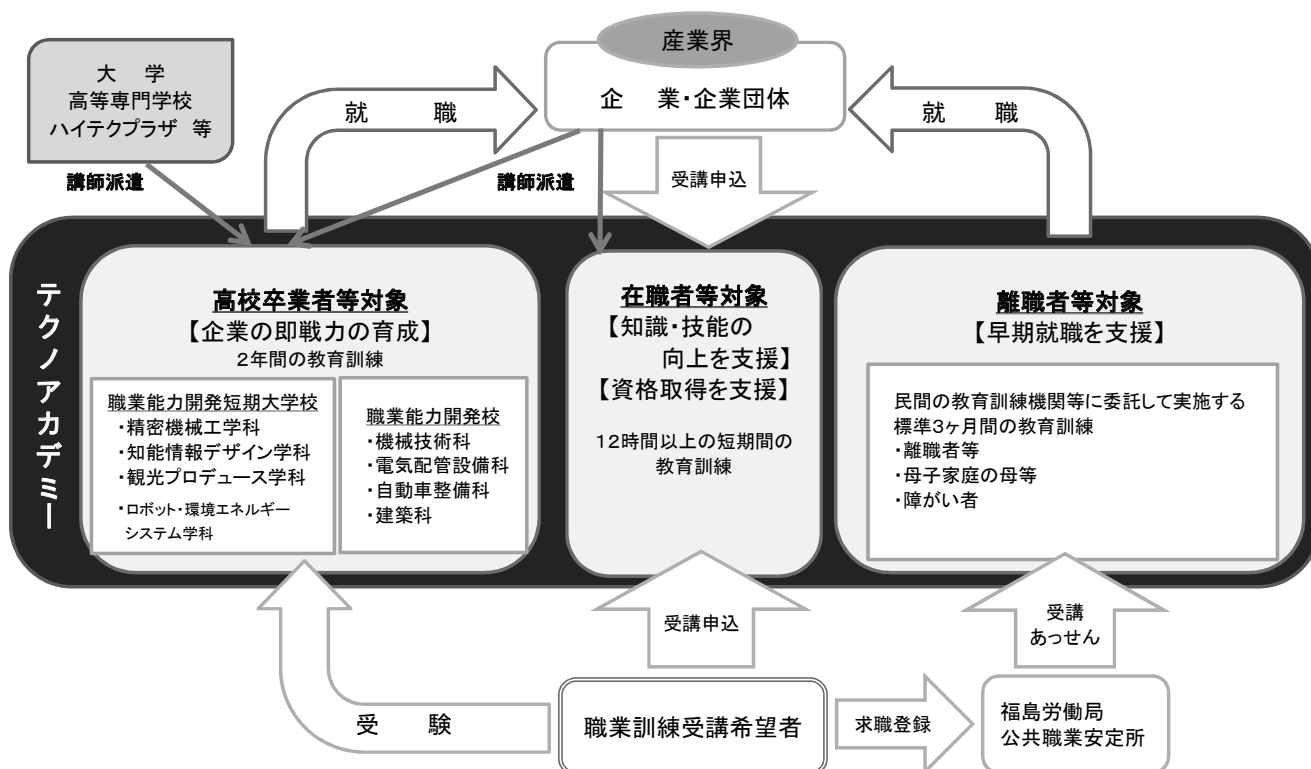 産業界
企　業・企業団体
大　学
高等専門学校
ハイテクプラザ 等
就　職
就　職
講師派遣
講師派遣
受講申込
テクノアカデミー
高校卒業者等対象
【企業の即戦力の育成】
2年間の教育訓練
職業能力開発短期大学校
・精密機械工学科
・知能情報デザイン学科
・観光プロデュース学科
・ロボット・環境エネルギー
システム学科
職業能力開発校
・機械技術科
・電気配管設備科
・自動車整備科
・建築科
在職者等対象
【知識・技能の
向上を支援】
【資格取得を支援】
12時間以上の短期間の
教育訓練
離職者等対象
【早期就職を支援】
民間の教育訓練機関等に委託して実施する
標準3ヶ月間の教育訓練
・離職者等
・母子家庭の母等
・障がい者
受講申込
受講
あっせん
受　験
職業訓練受講希望者
求職登録
福島労働局
公共職業安定所